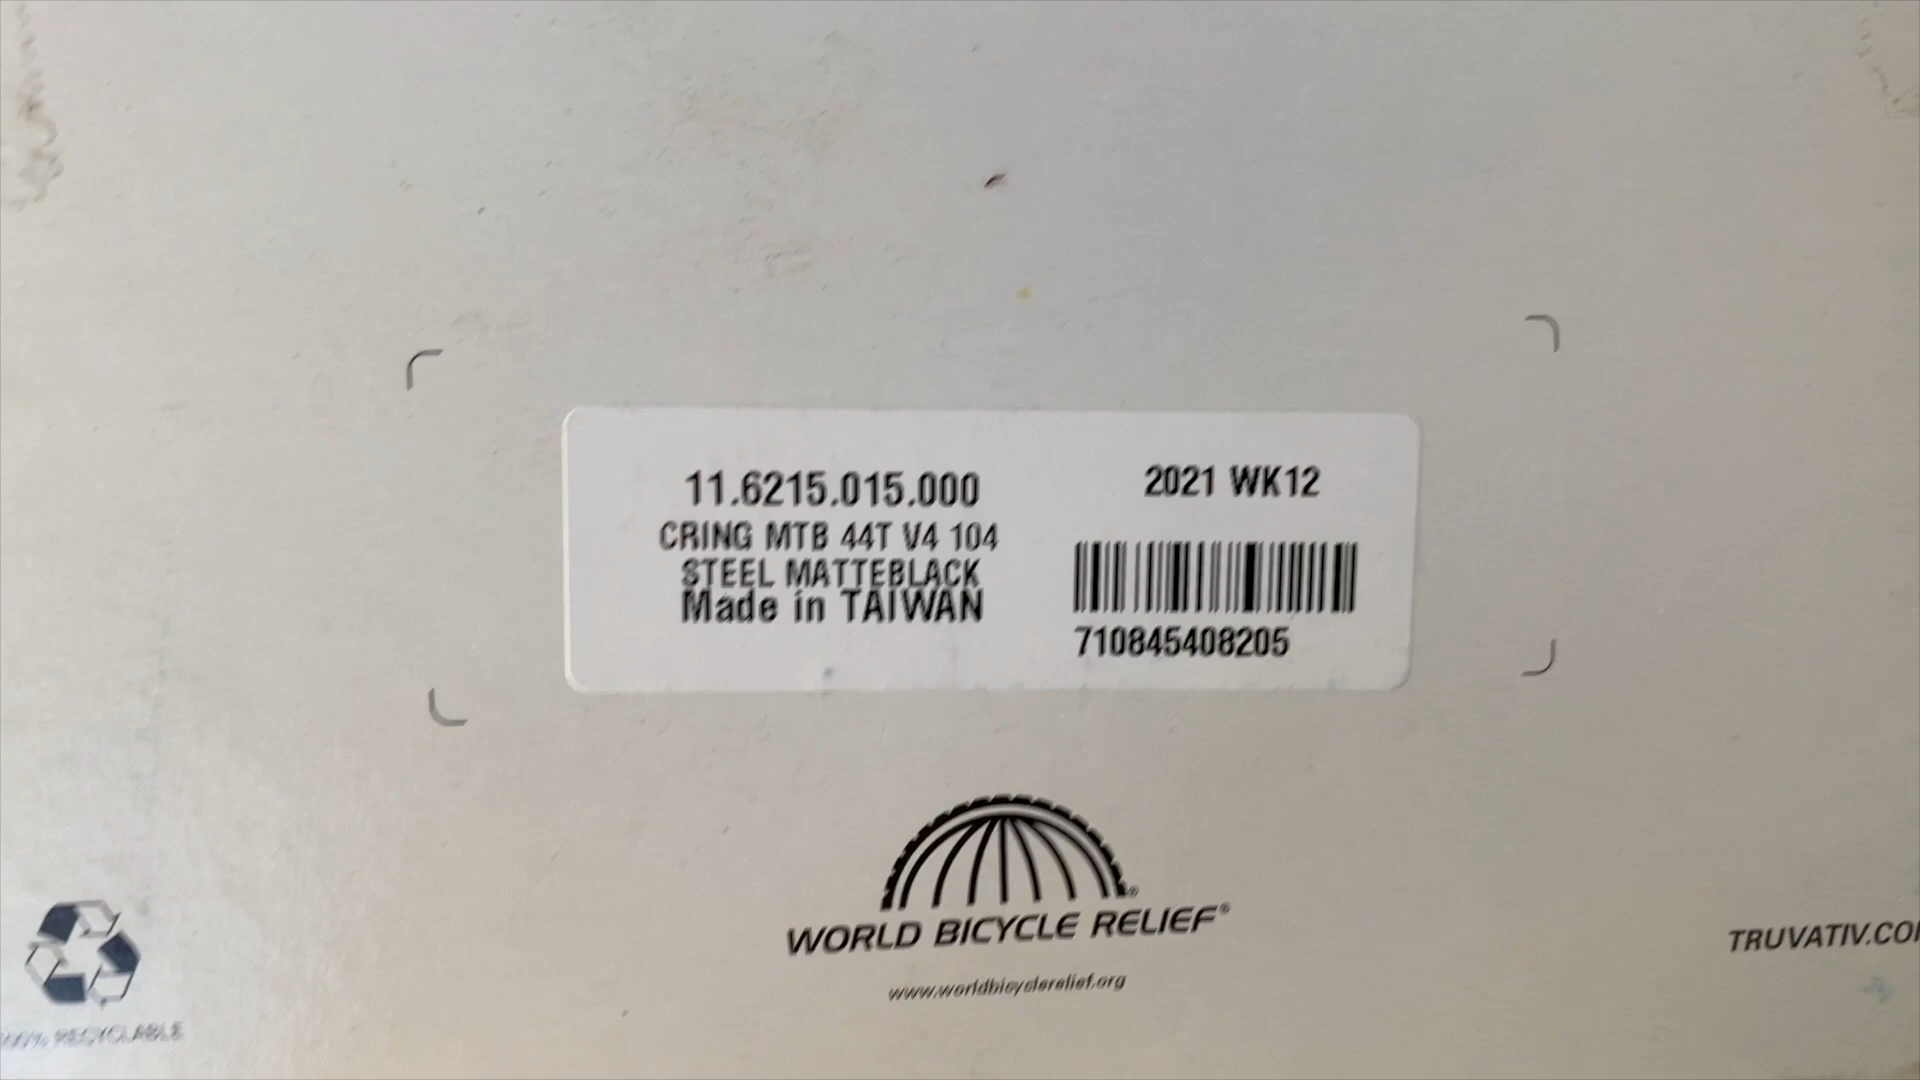 11.6215.015.000
CRING MTB 44T V4 104
STEEL MATTEBLACK
Made in TAIWAN
2021 WK12
710845408205
WORLD BICYCLE RELIEF®
www.worldbicyclerelief.org
TRUVATIV.CO
RECYCLABLE